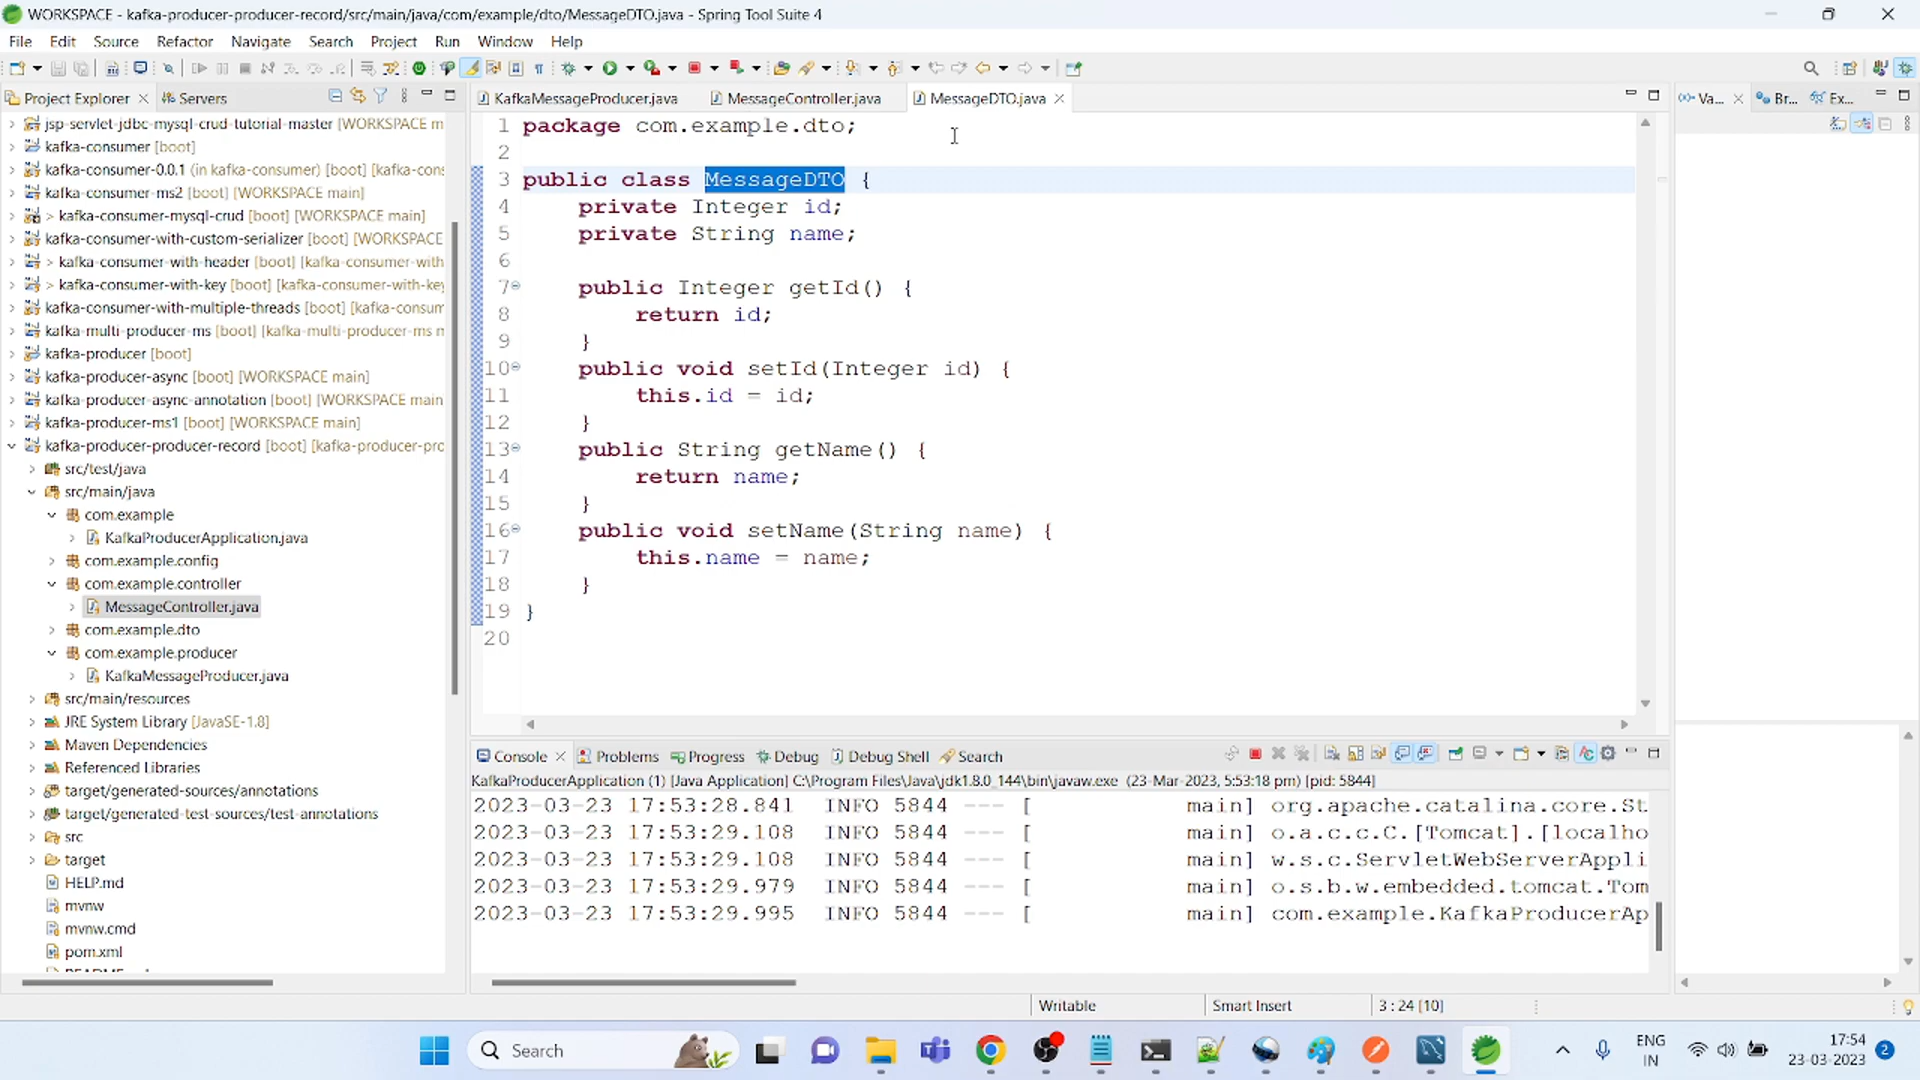 WORKSPACE - kafka-producer-producer-record/src/main/java/com/example/dto/MessageDTO.java - Spring Tool Suite 4
File Edit Source Refactor Navigate Search Project Run Window Help
Project Explorer Servers
jsp-servlet-jdbc-mysql-crud-tutorial-master [WORKSPACE m
kafka-consumer [boot]
kafka-consumer-0.0.1 (in kafka-consumer) [boot] [kafka-cons
kafka-consumer-ms2 [boot] [WORKSPACE main]
> kafka-consumer-mysql-crud [boot] [WORKSPACE main]
kafka-consumer-with-custom-serializer [boot] [WORKSPACE
> kafka-consumer-with-header [boot] [kafka-consumer-with
> kafka-consumer-with-key [boot] [kafka-consumer-with-key
kafka-consumer-with-multiple-threads [boot] [kafka-consum
kafka-multi-producer-ms [boot] [kafka-multi-producer-ms m
kafka-producer [boot]
kafka-producer-async [boot] [WORKSPACE main]
kafka-producer-async-annotation [boot] [WORKSPACE main
kafka-producer-ms1 [boot] [WORKSPACE main]
kafka-producer-producer-record [boot] [kafka-producer-pro
src/test/java
src/main/java
com.example
KafkaProducerApplication.java
com.example.config
com.example.controller
MessageController.java
com.example.dto
com.example.producer
KafkaMessageProducer.java
src/main/resources
JRE System Library [JavaSE-1.8]
Maven Dependencies
Referenced Libraries
target/generated-sources/annotations
target/generated-test-sources/test-annotations
src
target
HELP.md
mvnw
mvnw.cmd
pom.xml
KafkaMessageProducer.java MessageController.java MessageDTO.java
1 package com.example.dto;
2
3 public class MessageDTO {
4 private Integer id;
5 private String name;
6
7 public Integer getId() {
8 return id;
9 }
10 public void setId(Integer id) {
11 this.id = id;
12 }
13 public String getName() {
14 return name;
15 }
16 public void setName(String name) {
17 this.name = name;
18 }
19 }
20
Va... Br... Ex...
Console Problems Progress Debug Debug Shell Search
KafkaProducerApplication (1) [Java Application] C:\Program Files\Java\jdk1.8.0_144\bin\javaw.exe (23-Mar-2023, 5:53:18 pm) [pid: 5844]
2023-03-23 17:53:28.841 INFO 5844 --- [ main] org.apache.catalina.core.St
2023-03-23 17:53:29.108 INFO 5844 --- [ main] o.a.c.c.C.[Tomcat].[localho
2023-03-23 17:53:29.108 INFO 5844 --- [ main] w.s.c.ServletWebServerAppli
2023-03-23 17:53:29.979 INFO 5844 --- [ main] o.s.b.w.embedded.tomcat.Tom
2023-03-23 17:53:29.995 INFO 5844 --- [ main] com.example.KafkaProducerAp
Writable Smart Insert 3 : 24 [10]
Search
ENG
IN
17:54
23-03-2023
2